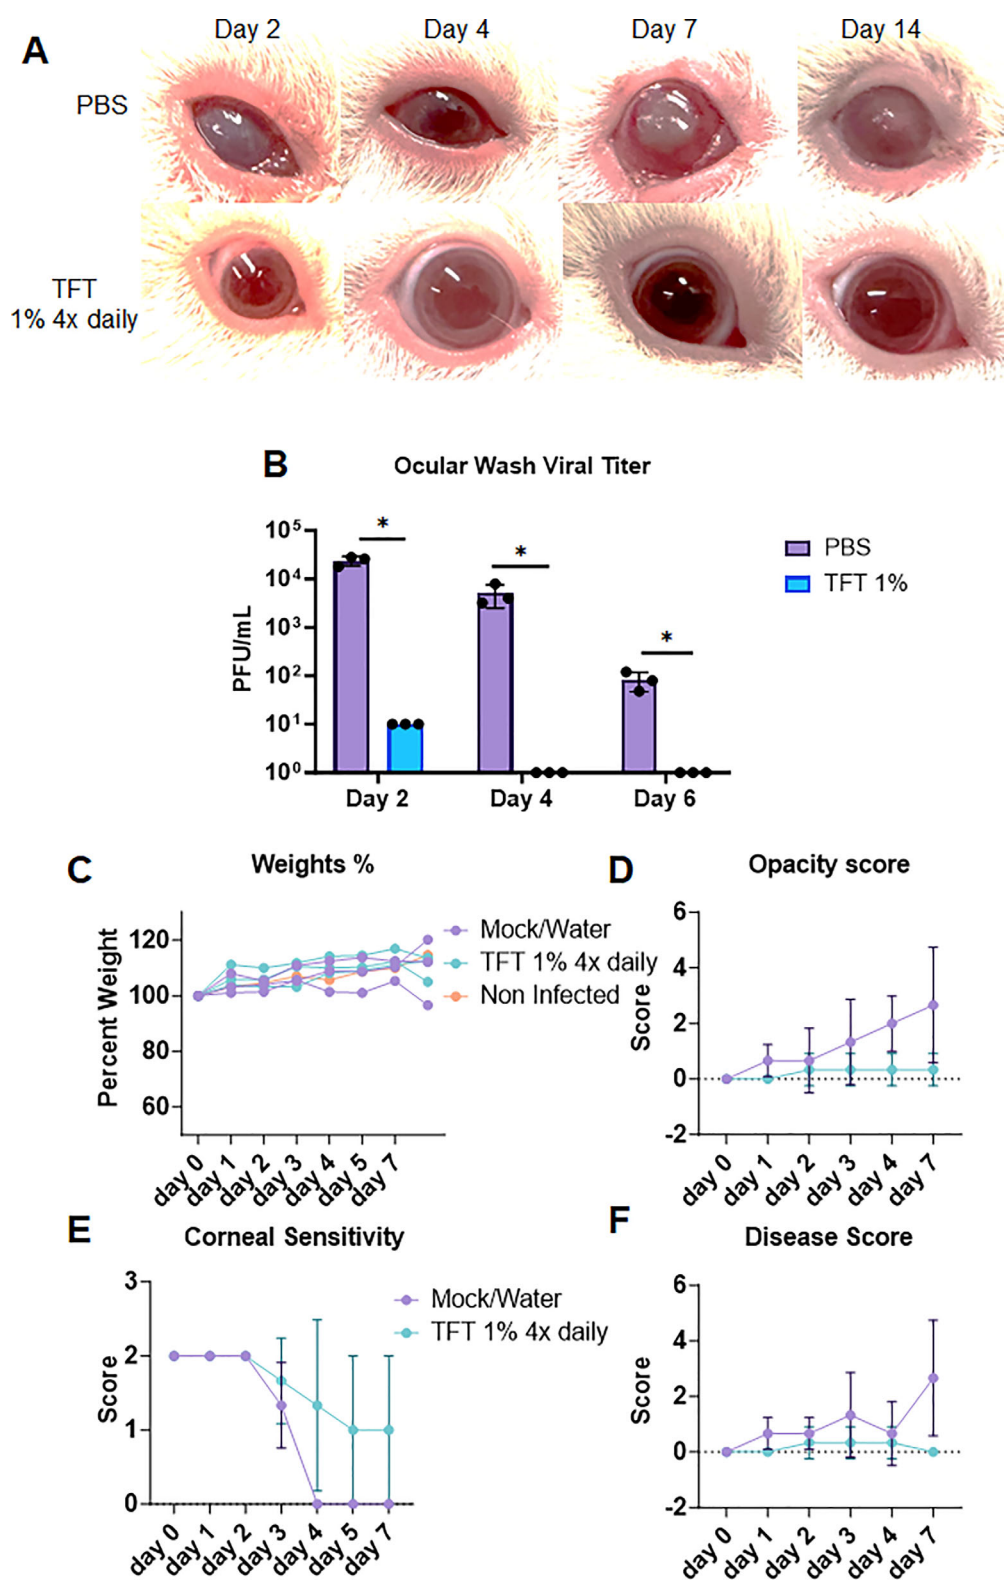 A
Day 2
Day 4
Day 7
Day 14
PBS
TFT
1% 4x daily
B
Ocular Wash Viral Titer
PFU/mL
10⁵
10⁴
10³
10²
10¹
10⁰
*
*
*
PBS
TFT 1%
Day 2
Day 4
Day 6
C
Weights %
Percent Weight
120
100
80
60
Mock/Water
TFT 1% 4x daily
Non Infected
day 0
day 1
day 2
day 3
day 4
day 5
day 7
D
Opacity score
Score
6
4
2
0
-2
day 0
day 1
day 2
day 3
day 4
day 7
E
Corneal Sensitivity
Score
3
2
1
0
Mock/Water
TFT 1% 4x daily
day 0
day 1
day 2
day 3
day 4
day 5
day 7
F
Disease Score
Score
6
4
2
0
-2
day 0
day 1
day 2
day 3
day 4
day 7